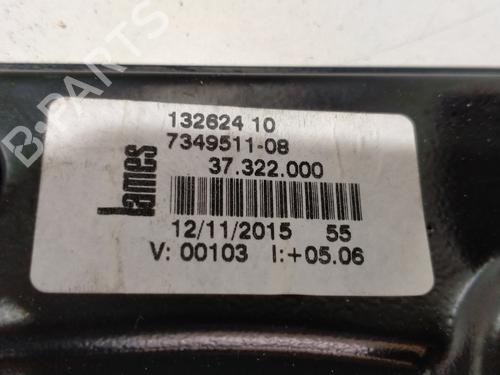 132624 10
7349511-08
37.322.000
Lames
12/11/2015 55
V: 00103 I:+05.06
B-PARTS